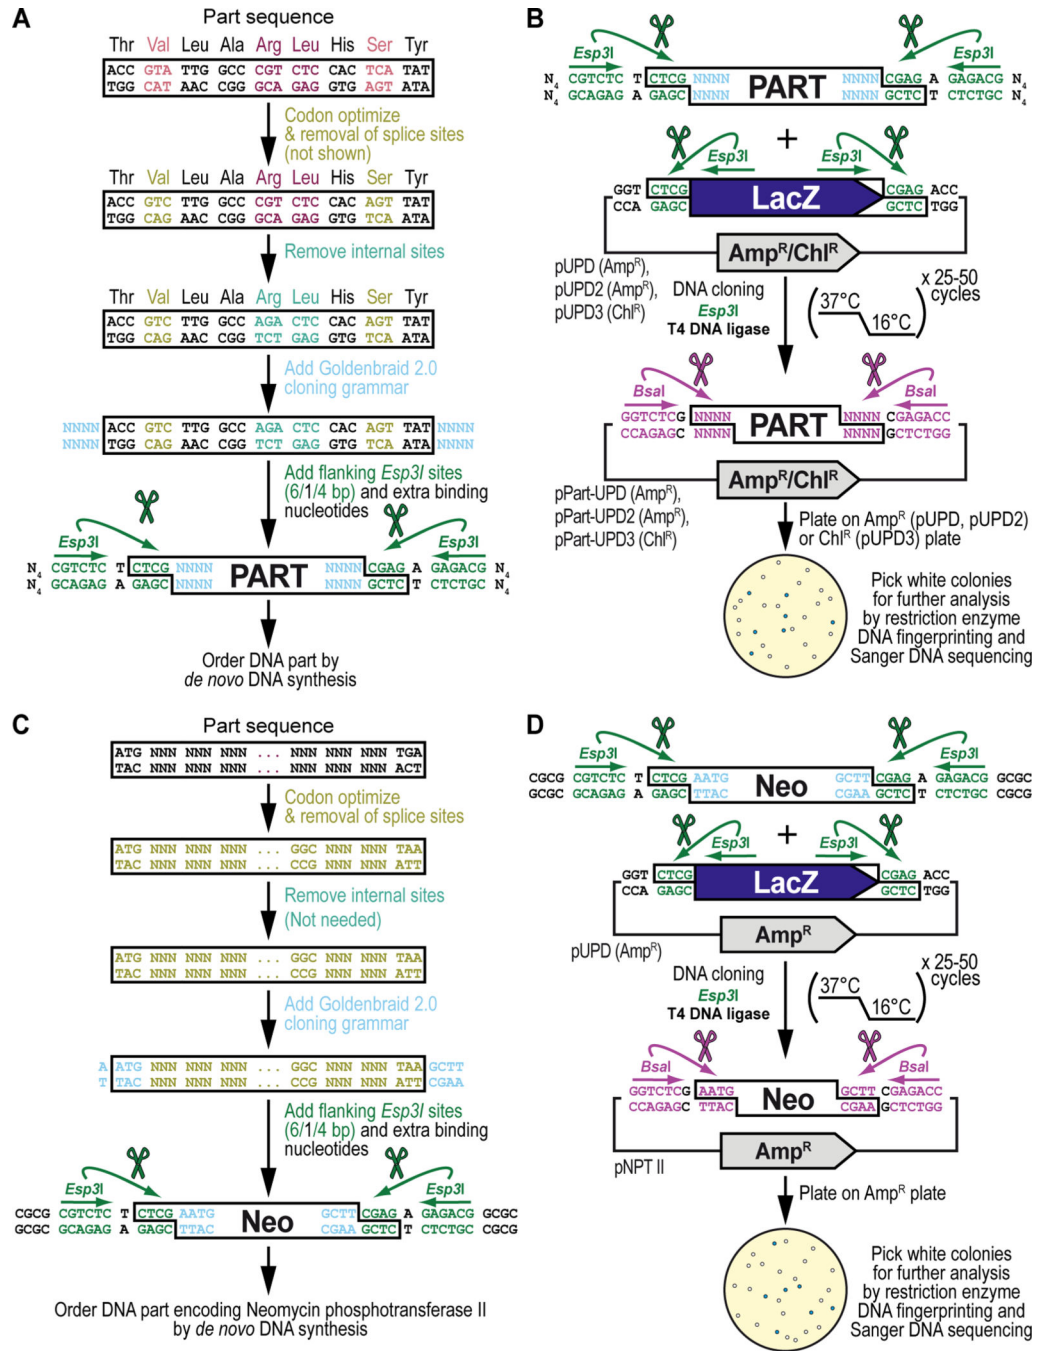 A
Part sequence
Thr Val Leu Ala Arg Leu His Ser Tyr
ACC GTA TTG GCC CGT CTC CAC TCA TAT
TGG CAT AAC CGG GCA GAG GTG AGT ATA
Codon optimize
& removal of splice sites
(not shown)
Thr Val Leu Ala Arg Leu His Ser Tyr
ACC GTC TTG GCC CGT CTC CAC AGT TAT
TGG CAG AAC CGG GCA GAG GTG TCA ATA
Remove internal sites
Thr Val Leu Ala Arg Leu His Ser Tyr
ACC GTC TTG GCC AGA CTC CAC AGT TAT
TGG CAG AAC CGG TCT GAG GTG TCA ATA
Add Goldenbraid 2.0
cloning grammar
NNNN ACC GTC TTG GCC AGA CTC CAC AGT TAT NNNN
NNNN TGG CAG AAC CGG TCT GAG GTG TCA ATA NNNN
Add flanking Esp3I sites
(6/1/4 bp) and extra binding
nucleotides
Esp3I Esp3I
N4 CGTCTC T CTCG NNNN PART NNNN CGAG A GAGACG N4
N4 GCAGAG A GAGC NNNN NNNN GCTC T CTCTGC N4
Order DNA part by
de novo DNA synthesis
B
Esp3I Esp3I
N4 CGTCTC T CTCG NNNN PART NNNN CGAG A GAGACG N4
N4 GCAGAG A GAGC NNNN NNNN GCTC T CTCTGC N4
+
Esp3I Esp3I
GGT CTCG LacZ CGAG ACC
CCA GAGC GCTC TGG
AmpR/ChlR
pUPD (AmpR),
pUPD2 (AmpR),
pUPD3 (ChlR)
DNA cloning
Esp3I
T4 DNA ligase
37°C 16°C x 25-50
cycles
BsaI BsaI
GGTCTCG NNNN PART NNNN CGAGACC
CCAGAGC NNNN NNNN GCTCTGG
AmpR/ChlR
pPart-UPD (AmpR),
pPart-UPD2 (AmpR),
pPart-UPD3 (ChlR)
Plate on AmpR (pUPD, pUPD2)
or ChlR (pUPD3) plate
Pick white colonies
for further analysis
by restriction enzyme
DNA fingerprinting and
Sanger DNA sequencing
C
Part sequence
ATG NNN NNN NNN ... NNN NNN NNN TGA
TAC NNN NNN NNN ... NNN NNN NNN ACT
Codon optimize
& removal of splice sites
ATG NNN NNN NNN ... GGC NNN NNN TAA
TAC NNN NNN NNN ... CCG NNN NNN ATT
Remove internal sites
(Not needed)
ATG NNN NNN NNN ... GGC NNN NNN TAA
TAC NNN NNN NNN ... CCG NNN NNN ATT
Add Goldenbraid 2.0
cloning grammar
A ATG NNN NNN NNN ... GGC NNN NNN TAA GCTT
T TAC NNN NNN NNN ... CCG NNN NNN ATT CGAA
Add flanking Esp3I sites
(6/1/4 bp) and extra binding
nucleotides
Esp3I Esp3I
CGCG CGTCTC T CTCG AATG Neo GCTT CGAG A GAGACG GCGC
GCGC GCAGAG A GAGC TTAC CGAA GCTC T CTCTGC CGCG
Order DNA part encoding Neomycin phosphotransferase II
by de novo DNA synthesis
D
Esp3I Esp3I
CGCG CGTCTC T CTCG AATG Neo GCTT CGAG A GAGACG GCGC
GCGC GCAGAG A GAGC TTAC CGAA GCTC T CTCTGC CGCG
+
Esp3I Esp3I
GGT CTCG LacZ CGAG ACC
CCA GAGC GCTC TGG
AmpR
pUPD (AmpR)
DNA cloning
Esp3I
T4 DNA ligase
37°C 16°C x 25-50
cycles
BsaI BsaI
GGTCTCG AATG Neo GCTT CGAGACC
CCAGAGC TTAC CGAA GCTCTGG
AmpR
pNPT II
Plate on AmpR plate
Pick white colonies
for further analysis
by restriction enzyme
DNA fingerprinting and
Sanger DNA sequencing